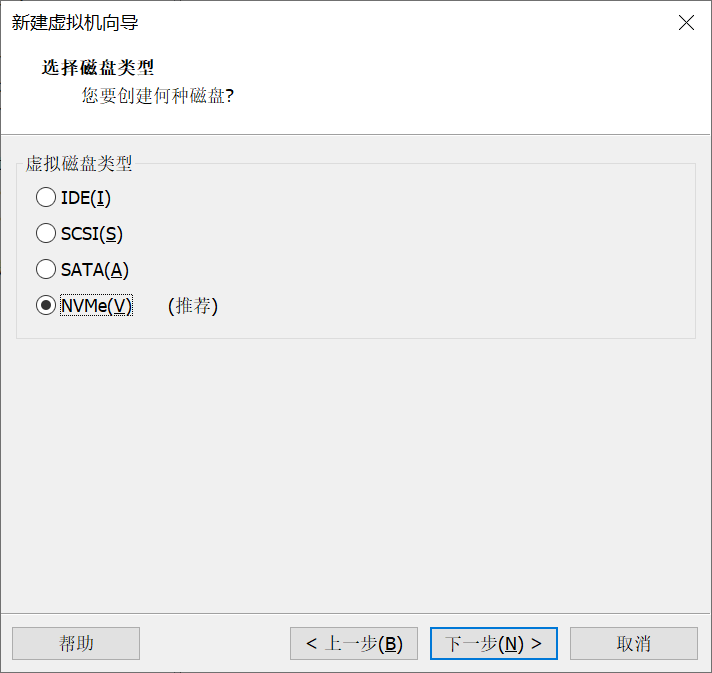 新建虚拟机向导
选择磁盘类型
您要创建何种磁盘?
虚拟磁盘类型
IDE(I)
SCSI(S)
SATA(A)
NVMe(V) (推荐)
帮助 < 上一步(B) 下一步(N) > 取消